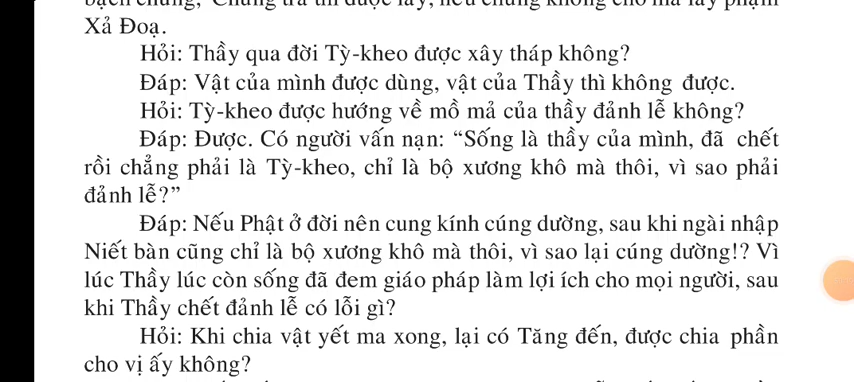 Xả Đoạ.
Hỏi: Thầy qua đời Tỳ-kheo được xây tháp không?
Đáp: Vật của mình được dùng, vật của Thầy thì không được.
Hỏi: Tỳ-kheo được hướng về mồ mả của thầy đảnh lễ không?
Đáp: Được. Có người vấn nạn: “Sống là thầy của mình, đã chết
rồi chẳng phải là Tỳ-kheo, chỉ là bộ xương khô mà thôi, vì sao phải
đảnh lễ?”
Đáp: Nếu Phật ở đời nên cung kính cúng dường, sau khi ngài nhập
Niết bàn cũng chỉ là bộ xương khô mà thôi, vì sao lại cúng dường!? Vì
lúc Thầy lúc còn sống đã đem giáo pháp làm lợi ích cho mọi người, sau
khi Thầy chết đảnh lễ có lỗi gì?
Hỏi: Khi chia vật yết ma xong, lại có Tăng đến, được chia phần
cho vị ấy không?